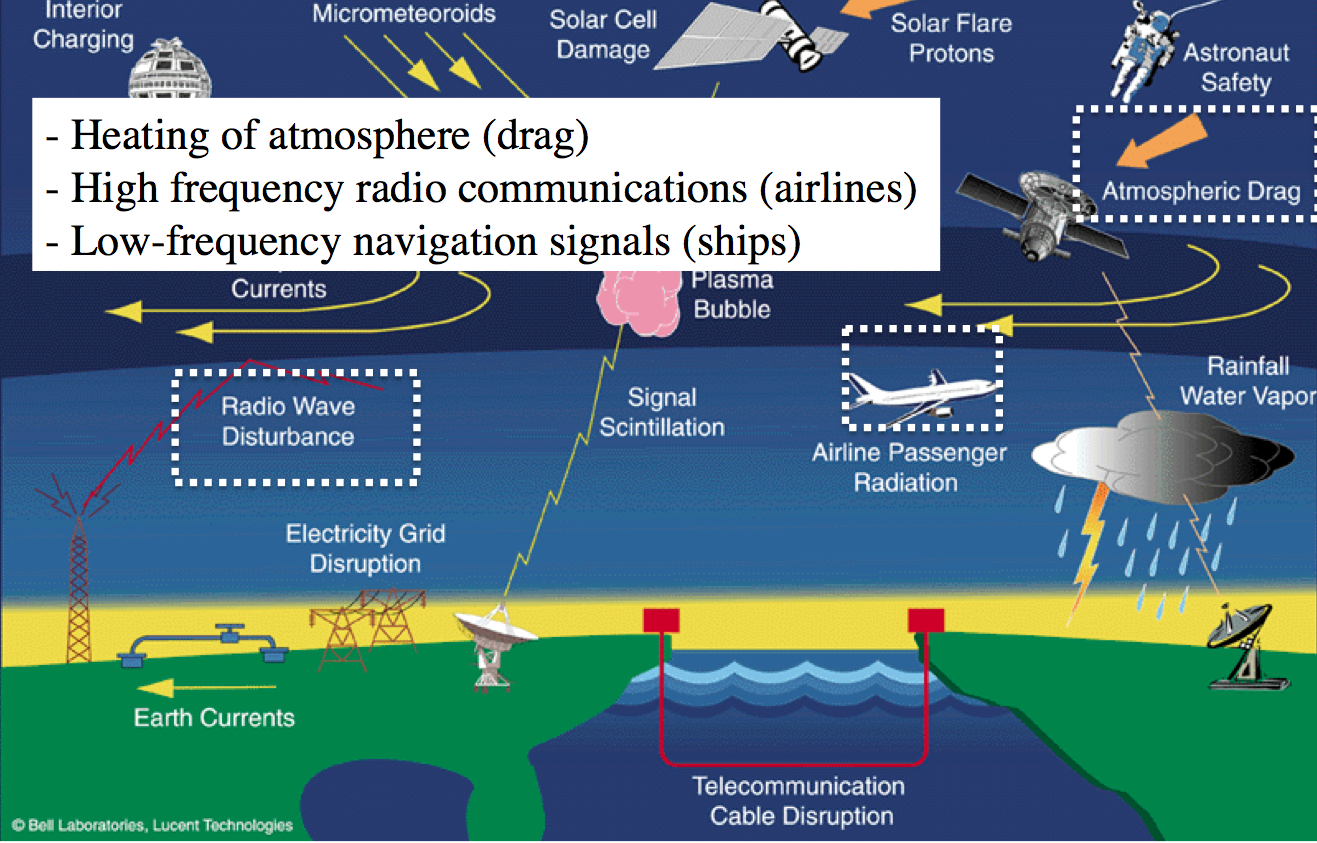 Interior
Charging
Micrometeoroids
Solar Cell
Damage
Solar Flare
Protons
Astronaut
Safety
- Heating of atmosphere (drag)
- High frequency radio communications (airlines)
- Low-frequency navigation signals (ships)
Atmospheric Drag
Currents
Plasma
Bubble
Radio Wave
Disturbance
Signal
Scintillation
Airline Passenger
Radiation
Rainfall
Water Vapor
Electricity Grid
Disruption
Earth Currents
Telecommunication
Cable Disruption
© Bell Laboratories, Lucent Technologies